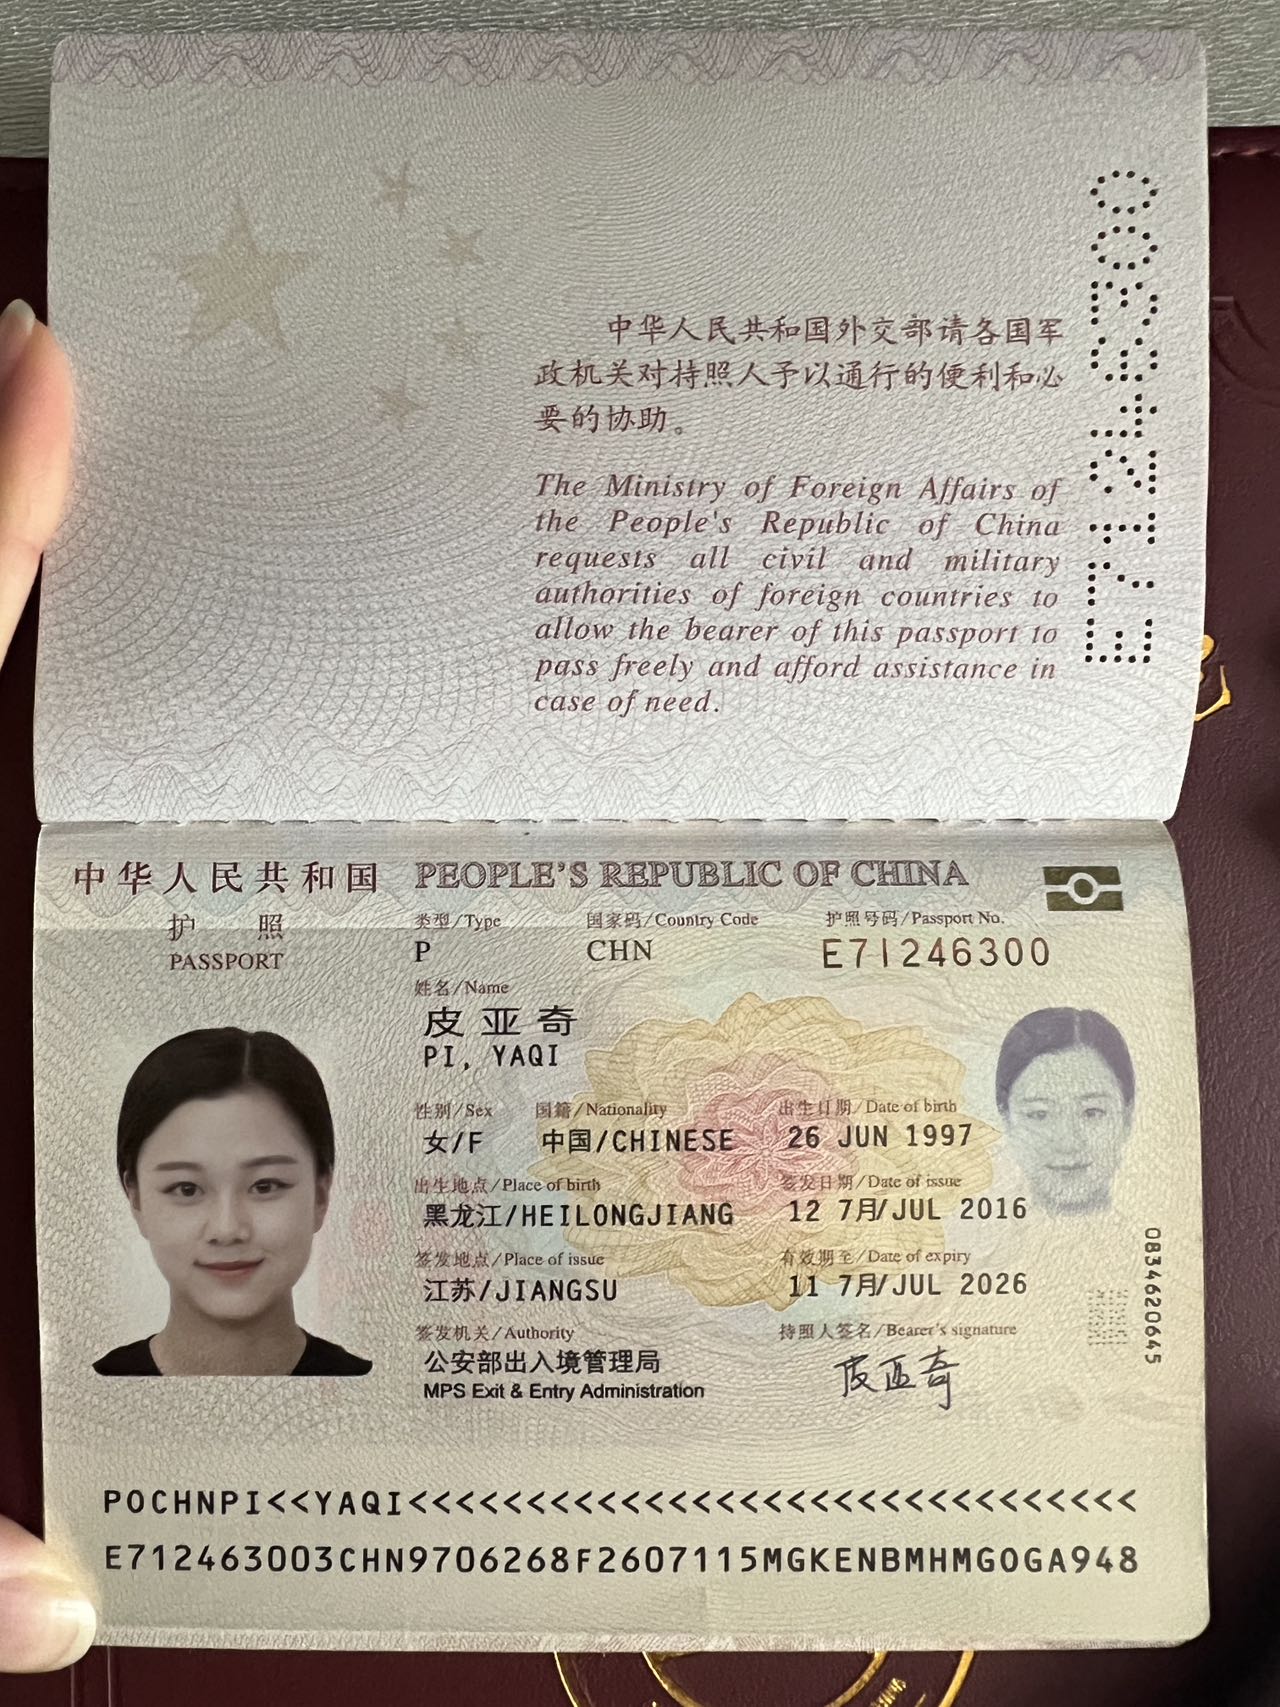 中华人民共和国外交部请各国军
政机关对持照人予以通行的便利和必
要的协助。
The Ministry of Foreign Affairs of
the People's Republic of China
requests all civil and military
authorities of foreign countries to
allow the bearer of this passport to
pass freely and afford assistance in
case of need.
E71246300
中华人民共和国 PEOPLE'S REPUBLIC OF CHINA
护照
PASSPORT
类型/Type 国家码/Country Code 护照号码/Passport No.
P CHN E71246300
姓名/Name
皮亚奇
PI, YAQI
性别/Sex 国籍/Nationality 出生日期/Date of birth
女/F 中国/CHINESE 26 JUN 1997
出生地点/Place of birth 签发日期/Date of issue
黑龙江/HEILONGJIANG 12 7月/JUL 2016
签发地点/Place of issue 有效期至/Date of expiry
江苏/JIANGSU 11 7月/JUL 2026
签发机关/Authority 持照人签名/Bearer's signature
公安部出入境管理局 皮亚奇
MPS Exit & Entry Administration
0834620645
POCHNPI<<YAQI<<<<<<<<<<<<<<<<<<<<<<<<<<<<<<<
E712463003CHN9706268F2607115MGKENBMHMGOGA948